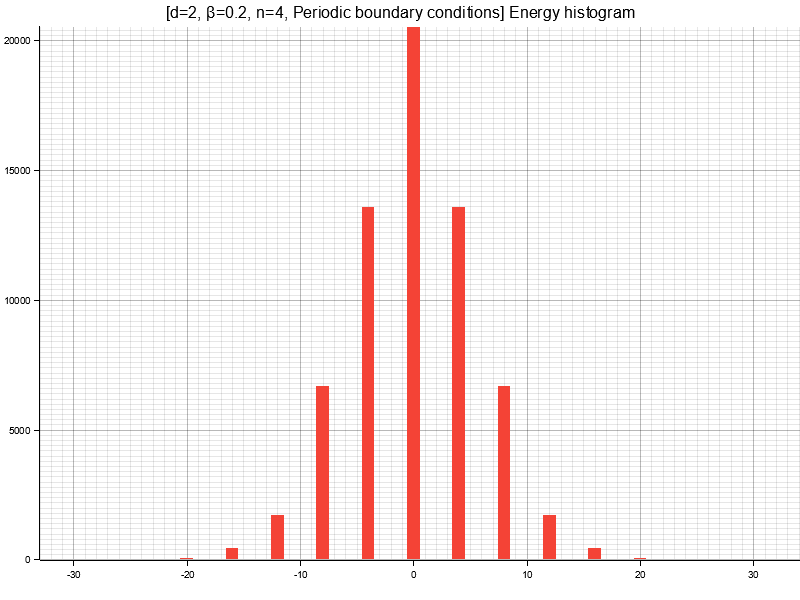 [d=2, β=0.2, n=4, Periodic boundary conditions] Energy histogram
20000
15000
10000
5000
0
-30 -20 -10 0 10 20 30